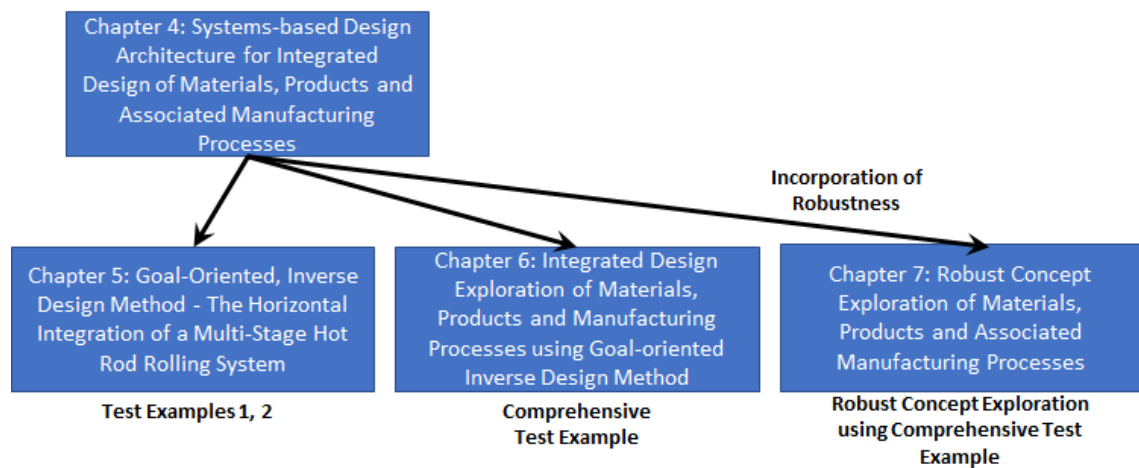 Chapter 4: Systems-based Design
Architecture for Integrated
Design of Materials, Products and
Associated Manufacturing
Processes
Incorporation of
Robustness
Chapter 5: Goal-Oriented, Inverse
Design Method - The Horizontal
Integration of a Multi-Stage Hot
Rod Rolling System
Test Examples 1, 2
Chapter 6: Integrated Design
Exploration of Materials,
Products and Manufacturing
Processes using Goal-oriented
Inverse Design Method
Comprehensive
Test Example
Chapter 7: Robust Concept
Exploration of Materials,
Products and Associated
Manufacturing Processes
Robust Concept Exploration
using Comprehensive Test
Example